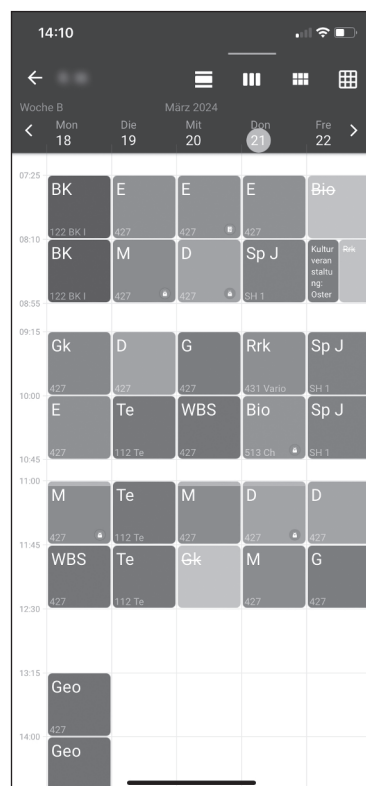 14:10
Woche B
März 2024
Mon
Die
Mit
Don
Fre
18
19
20
21
22
07:25
BK
E
E
E
Bio
122 BK I
427
427
427
08:10
BK
M
D
Sp J
Kultur
veran
staltu
ng:
Oster
Rrk
122 BK I
427
427
SH 1
08:55
09:15
Gk
D
G
Rrk
Sp J
427
427
427
431 Vario
SH 1
10:00
E
Te
WBS
Bio
Sp J
427
112 Te
427
513 Ch
SH 1
10:45
11:00
M
Te
M
D
D
427
112 Te
427
427
427
11:45
WBS
Te
Gk
M
G
427
112 Te
427
427
12:30
13:15
Geo
427
14:00
Geo